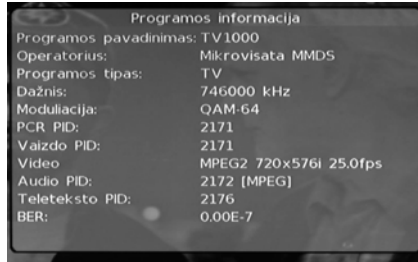 Programos informacija
Programos pavadinimas: TV1000
Operatorius: Mikrovisata MMDS
Programos tipas: TV
Dažnis: 746000 kHz
Moduliacija: QAM-64
PCR PID: 2171
Vaizdo PID: 2171
Video MPEG2 720x576i 25.0fps
Audio PID: 2172 [MPEG]
Teleteksto PID: 2176
BER: 0.00E-7